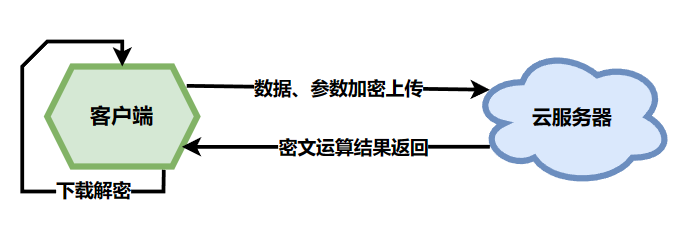 数据、参数加密上传
客户端
云服务器
密文运算结果返回
下载解密